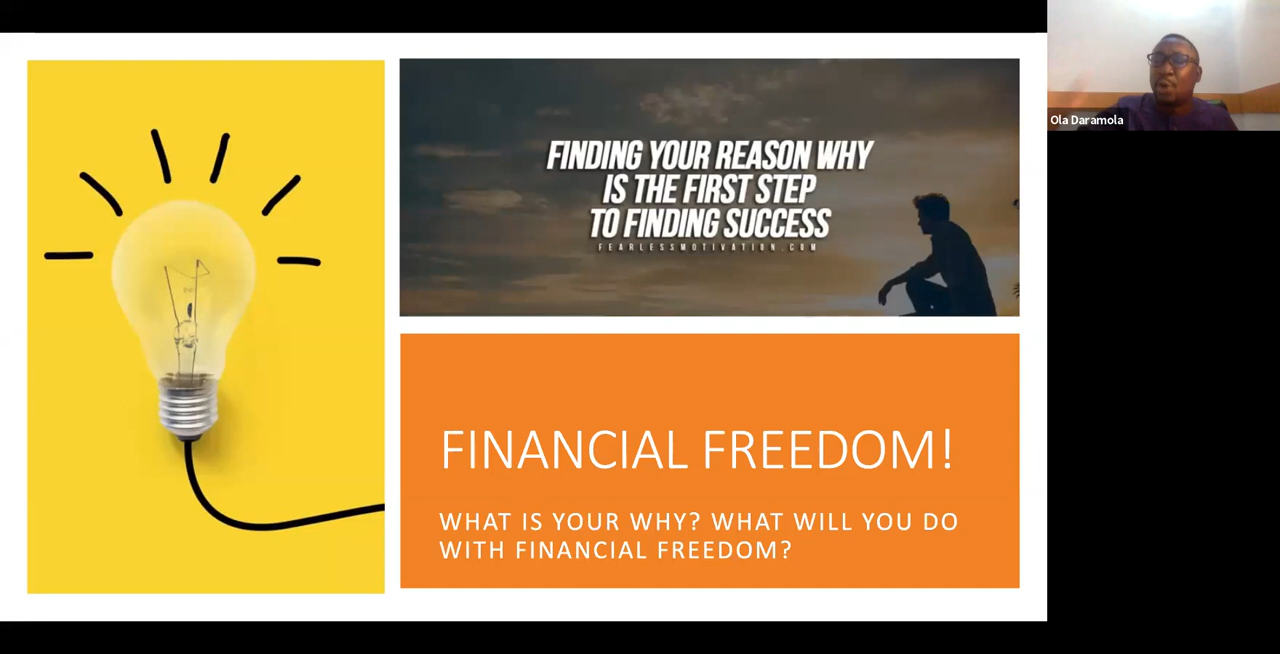 FINDING YOUR REASON WHY
IS THE FIRST STEP
TO FINDING SUCCESS
FEARLESSMOTIVATION.COM
FINANCIAL FREEDOM!
WHAT IS YOUR WHY? WHAT WILL YOU DO
WITH FINANCIAL FREEDOM?
Ola Daramola